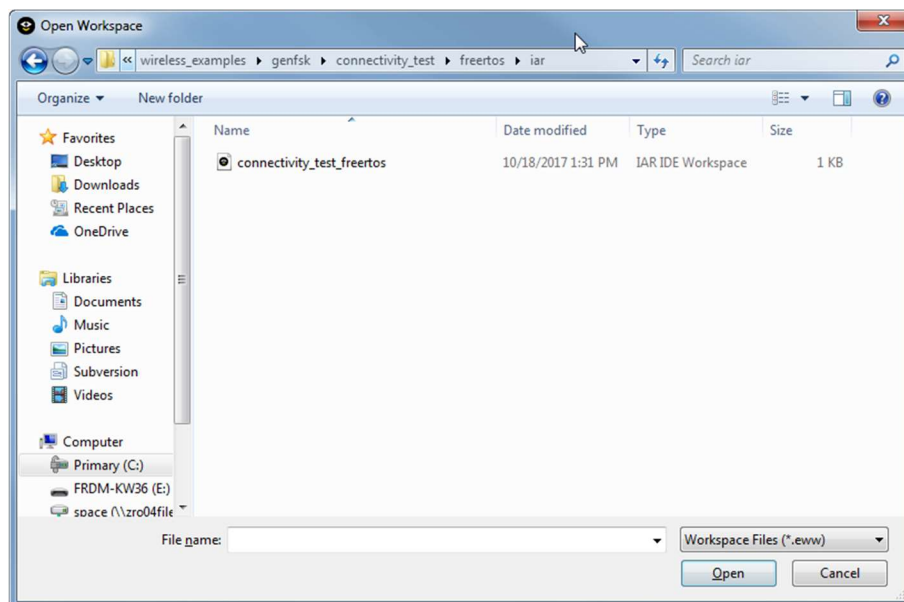 Open Workspace
« wireless_examples genfsk connectivity_test freertos iar Search iar
Organize New folder
Name Date modified Type Size
connectivity_test_freertos 10/18/2017 1:31 PM IAR IDE Workspace 1 KB
Favorites
Desktop
Downloads
Recent Places
OneDrive
Libraries
Documents
Music
Pictures
Subversion
Videos
Computer
Primary (C:)
FRDM-KW36 (E:)
space (\\zro04file
File name: Workspace Files (*.eww)
Open Cancel